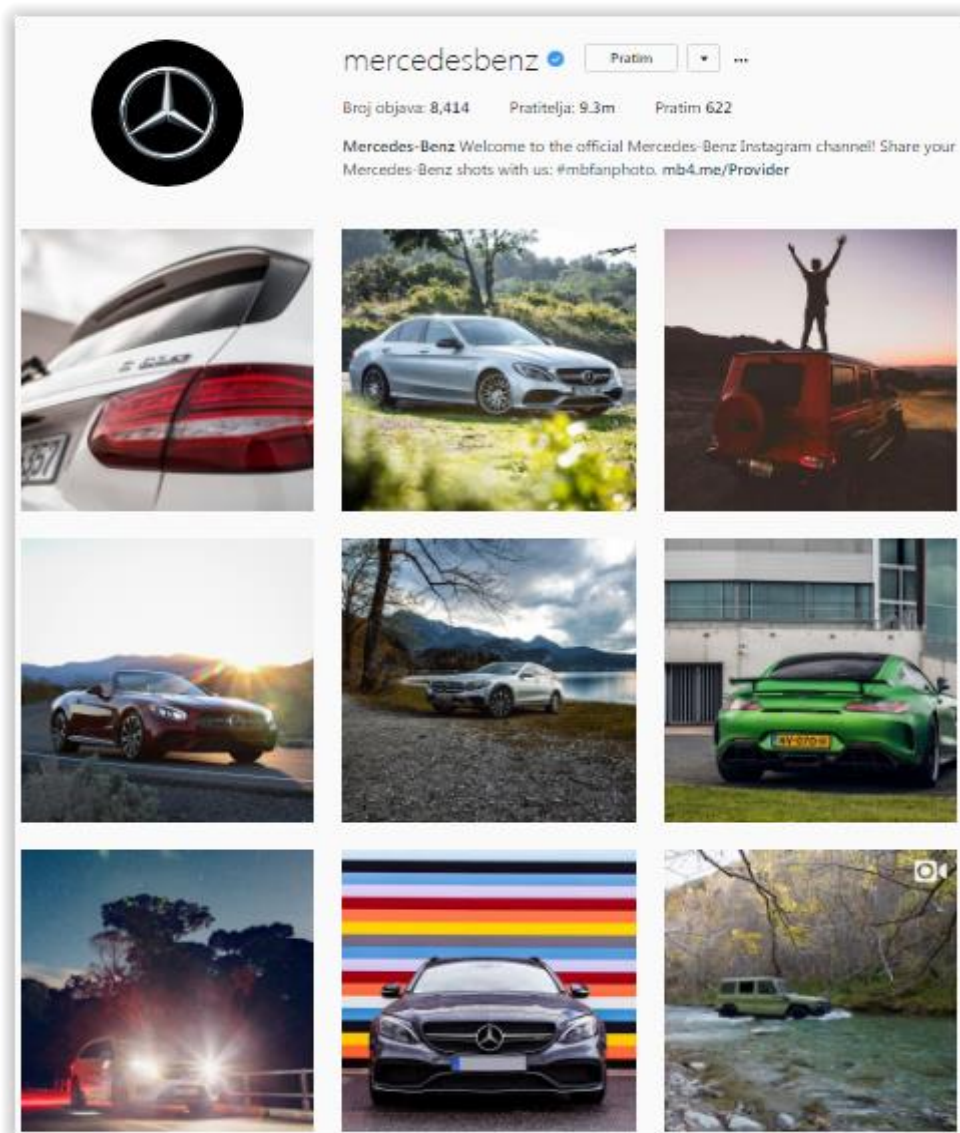 mercedesbenz Pratim
Broj objava: 8,414 Pratitelja: 9.3m Pratim 622
Mercedes-Benz Welcome to the official Mercedes-Benz Instagram channel! Share your
Mercedes-Benz shots with us: #mbfanphoto. mb4.me/Provider